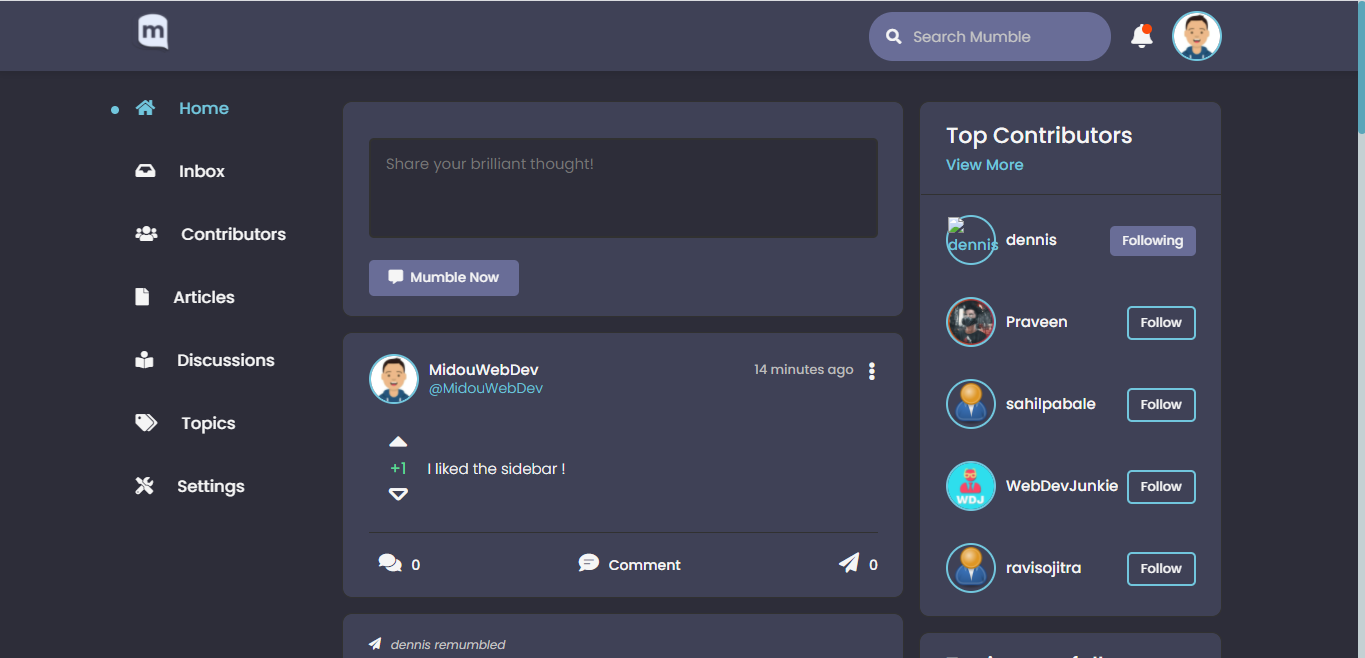 m
Search Mumble
Home
Inbox
Contributors
Articles
Discussions
Topics
Settings
Share your brilliant thought!
Mumble Now
MidouWebDev
@MidouWebDev
14 minutes ago
+1
I liked the sidebar !
0
Comment
0
dennis remumbled
Top Contributors
View More
dennis
dennis
Following
Praveen
Follow
sahilpabale
Follow
WDJ
WebDevJunkie
Follow
ravisojitra
Follow